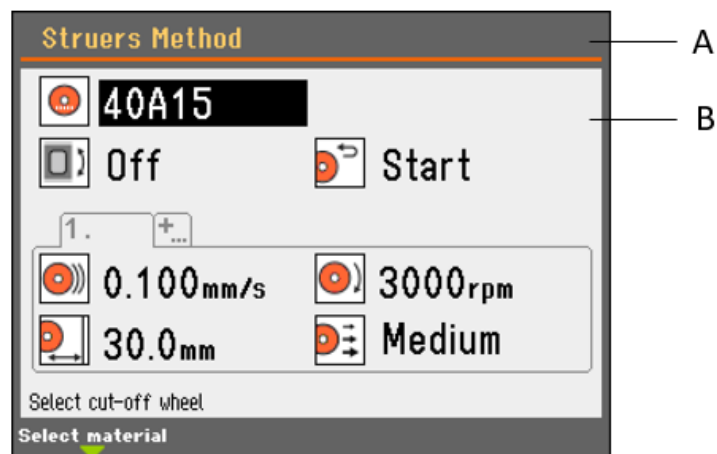 Struers Method
A
40A15
B
Off Start
1. +...
0.100mm/s 3000rpm
30.0mm Medium
Select cut-off wheel
Select material